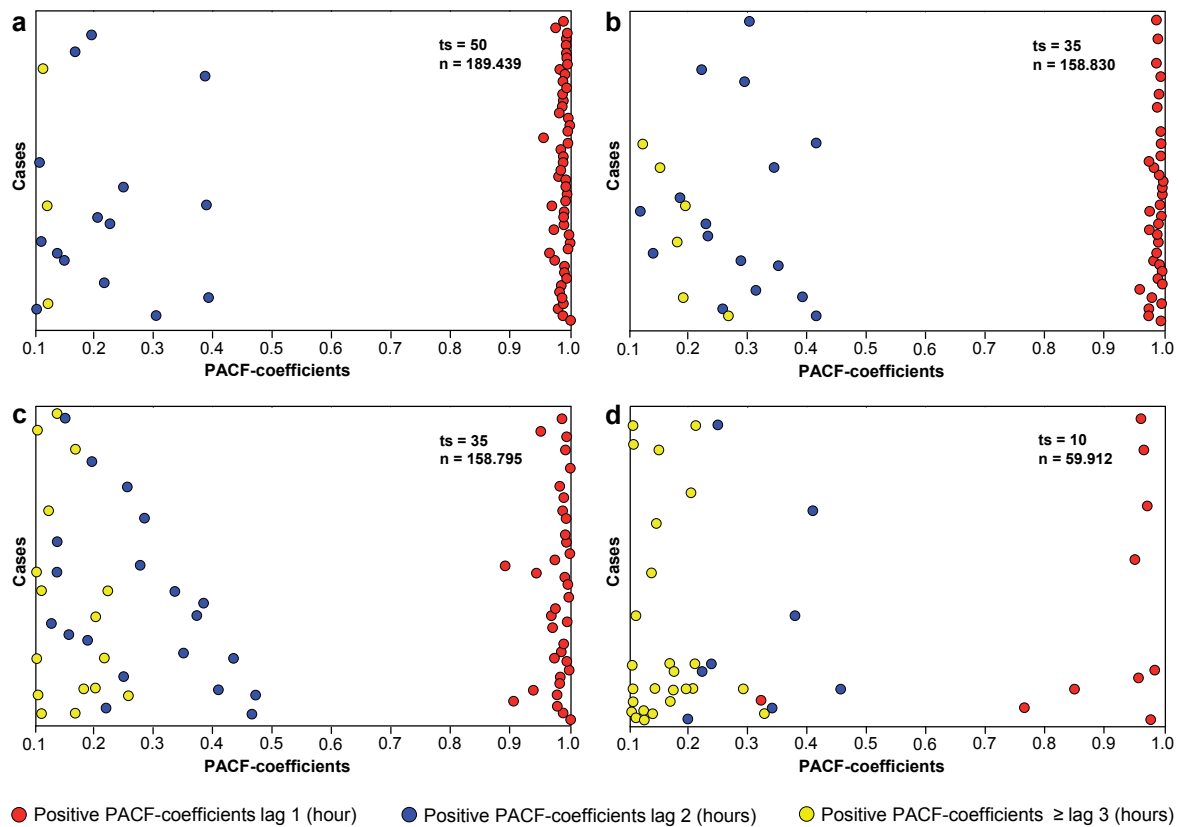 a
ts = 50
n = 189.439
Cases
0.1 0.2 0.3 0.4 0.5 0.6 0.7 0.8 0.9 1.0
PACF-coefficients
b
ts = 35
n = 158.830
Cases
0.1 0.2 0.3 0.4 0.5 0.6 0.7 0.8 0.9 1.0
PACF-coefficients
c
ts = 35
n = 158.795
Cases
0.1 0.2 0.3 0.4 0.5 0.6 0.7 0.8 0.9 1.0
PACF-coefficients
d
ts = 10
n = 59.912
Cases
0.1 0.2 0.3 0.4 0.5 0.6 0.7 0.8 0.9 1.0
PACF-coefficients
Positive PACF-coefficients lag 1 (hour)
Positive PACF-coefficients lag 2 (hours)
Positive PACF-coefficients ≥ lag 3 (hours)